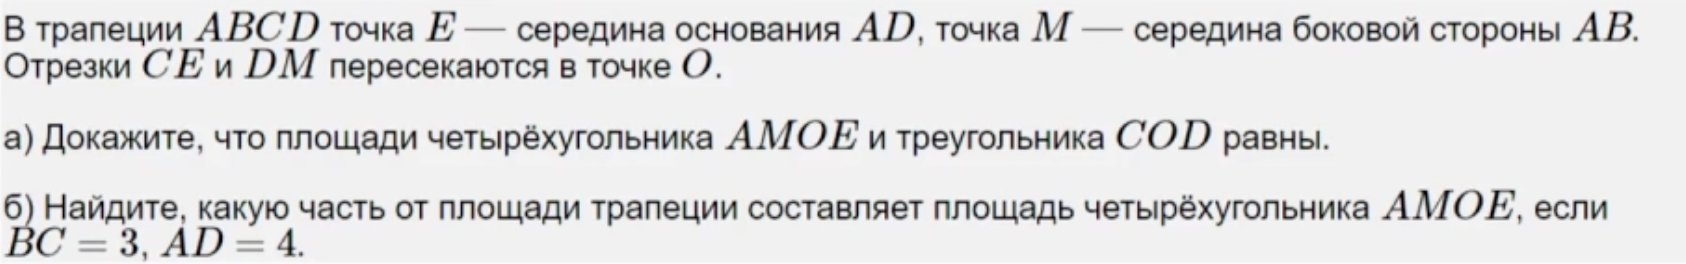 В трапеции ABCD точка E — середина основания AD, точка M — середина боковой стороны AB.
Отрезки CE и DM пересекаются в точке O.
а) Докажите, что площади четырёхугольника AMOE и треугольника COD равны.
б) Найдите, какую часть от площади трапеции составляет площадь четырёхугольника AMOE, если
BC = 3, AD = 4.